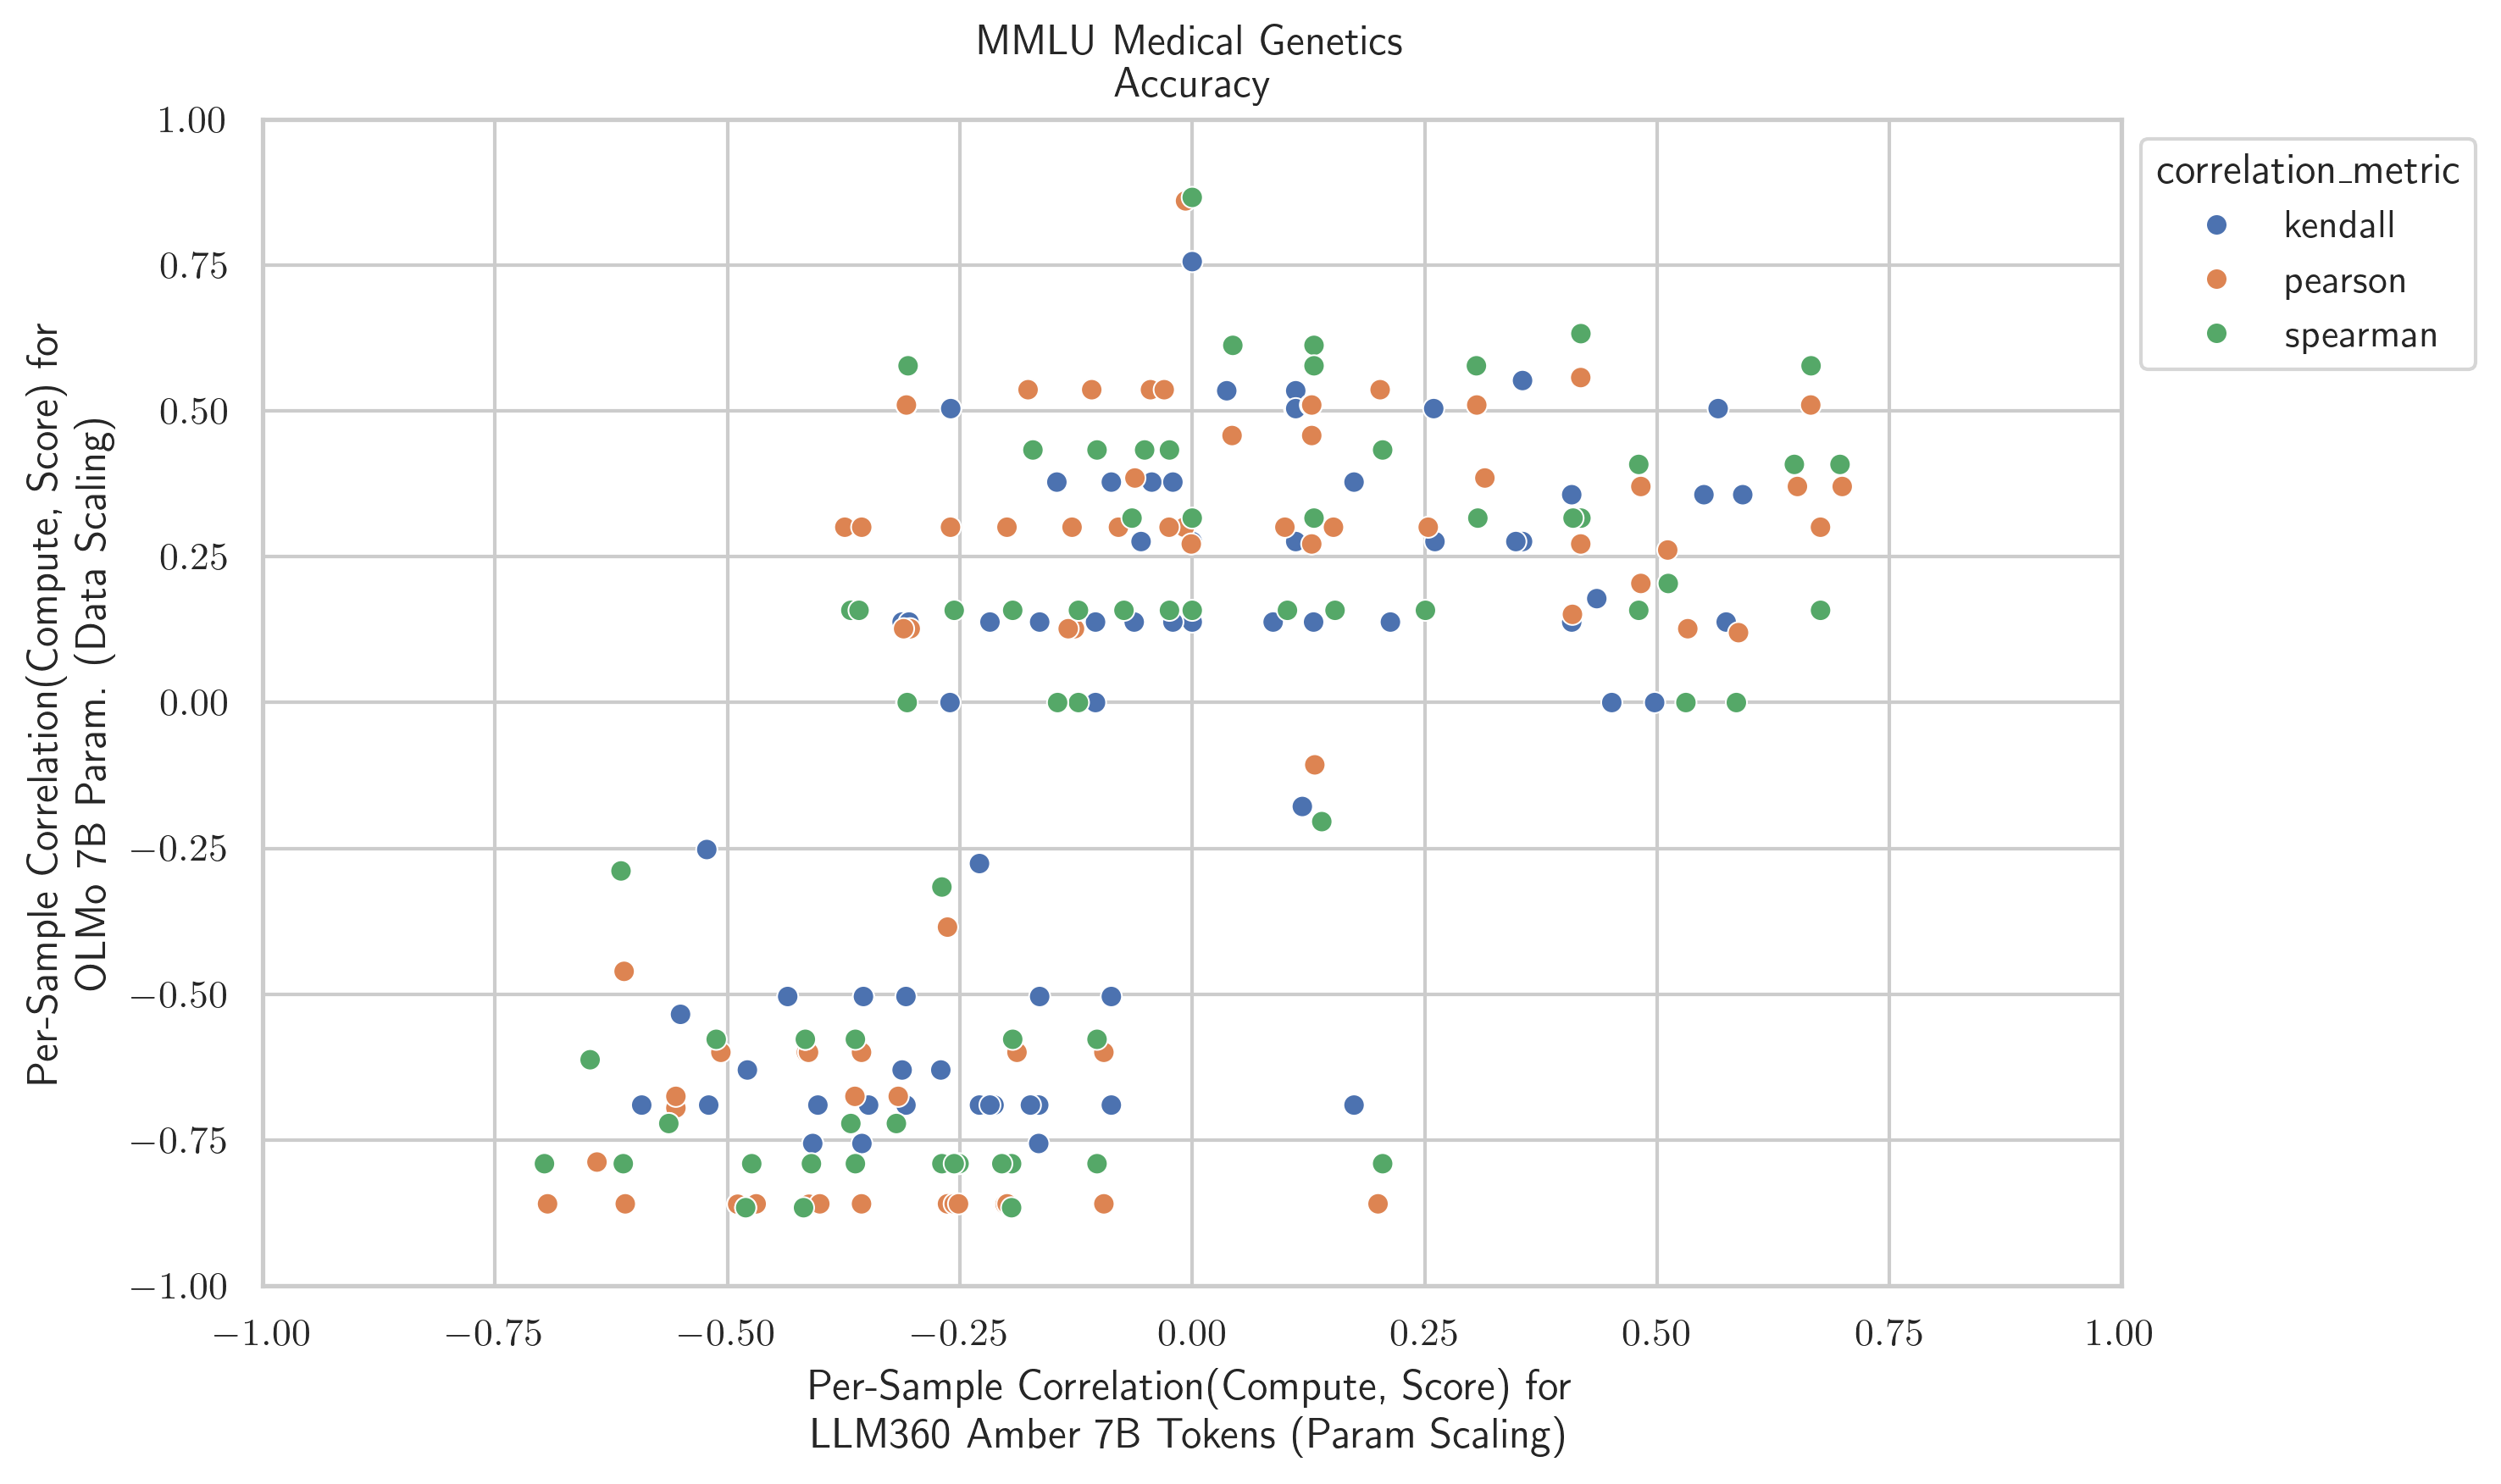 MMLU Medical Genetics
Accuracy
Per-Sample Correlation(Compute, Score) for
OLMo 7B Param. (Data Scaling)
1.00
0.75
0.50
0.25
0.00
−0.25
−0.50
−0.75
−1.00
−1.00 −0.75 −0.50 −0.25 0.00 0.25 0.50 0.75 1.00
Per-Sample Correlation(Compute, Score) for
LLM360 Amber 7B Tokens (Param Scaling)
correlation_metric
kendall
pearson
spearman